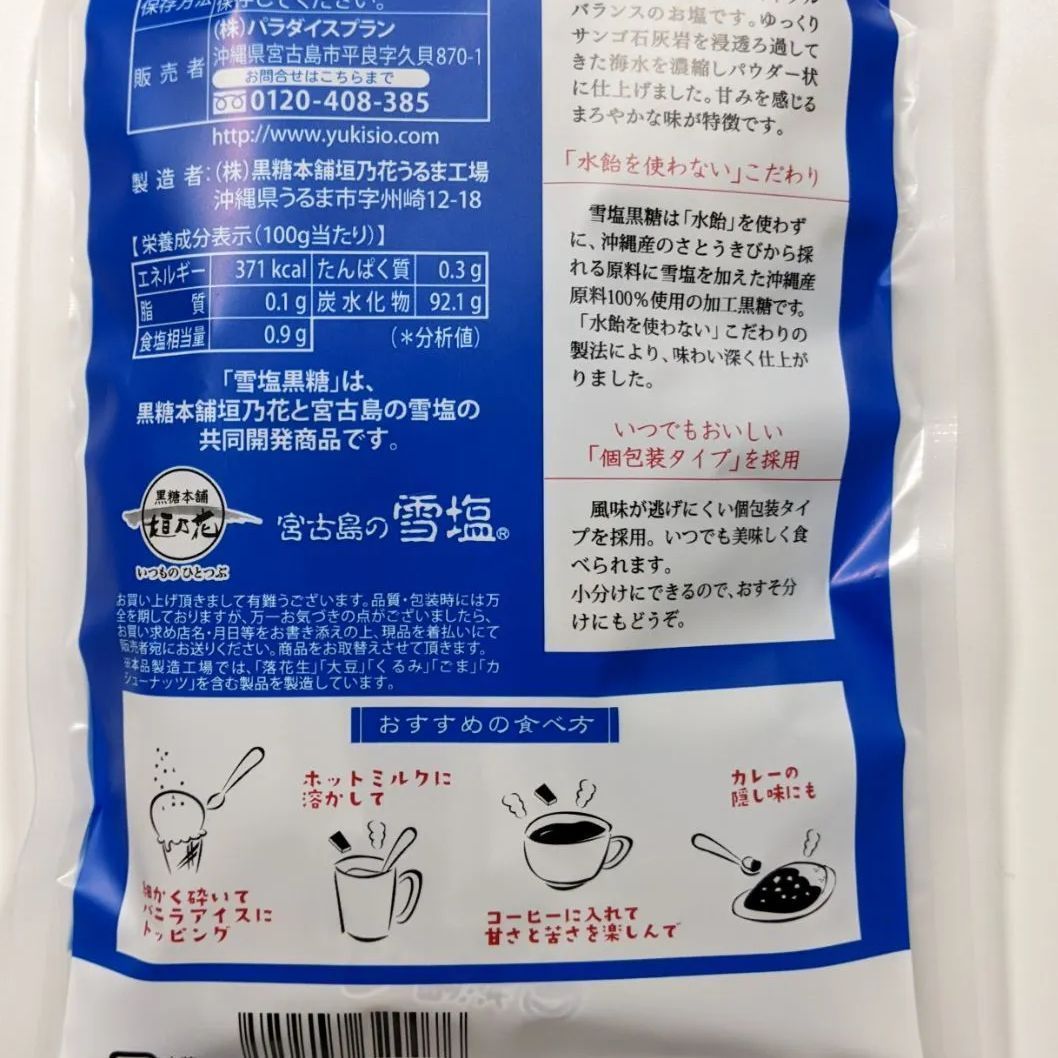 保存方法 保存してください。
販売者
(株)パラダイスプラン
沖縄県宮古島市平良字久貝870-1
お問合せはこちらまで
0120-408-385
http://www.yukisio.com
製造者:(株)黒糖本舗垣乃花うるま工場
沖縄県うるま市字州崎12-18
【栄養成分表示(100g当たり)】
エネルギー 371 kcal たんぱく質 0.3 g
脂質 0.1 g 炭水化物 92.1 g
食塩相当量 0.9 g (*分析値)
「雪塩黒糖」は、
黒糖本舗垣乃花と宮古島の雪塩の
共同開発商品です。
黒糖本舗
垣乃花
いつものひとつぶ
宮古島の雪塩®
お買い上げ頂きまして有難うございます。品質・包装時には万
全を期しておりますが、万一お気づきの点がございましたら、
お買い求め店名・月日等をお書き添えの上、現品を着払いにて
販売者宛にお送りください。商品をお取替えさせて頂きます。
※本品製造工場では、「落花生」「大豆」「くるみ」「ごま」「カ
シューナッツ」を含む製品を製造しています。
バランスのお塩です。ゆっくり
サンゴ石灰岩を浸透ろ過して
きた海水を濃縮しパウダー状
に仕上げました。甘みを感じる
まろやかな味が特徴です。
「水飴を使わない」こだわり
雪塩黒糖は「水飴」を使わず
に、沖縄産のさとうきびから採
れる原料に雪塩を加えた沖縄産
原料100%使用の加工黒糖です。
「水飴を使わない」こだわりの
製法により、味わい深く仕上が
りました。
いつでもおいしい
「個包装タイプ」を採用
風味が逃げにくい個包装タイ
プを採用。いつでも美味しく食
べられます。
小分けにできるので、おすそ分
けにもどうぞ。
おすすめの食べ方
細かく砕いて
バニラアイスに
トッピング
ホットミルクに
溶かして
コーヒーに入れて
甘さと苦さを楽しんで
カレーの
隠し味にも